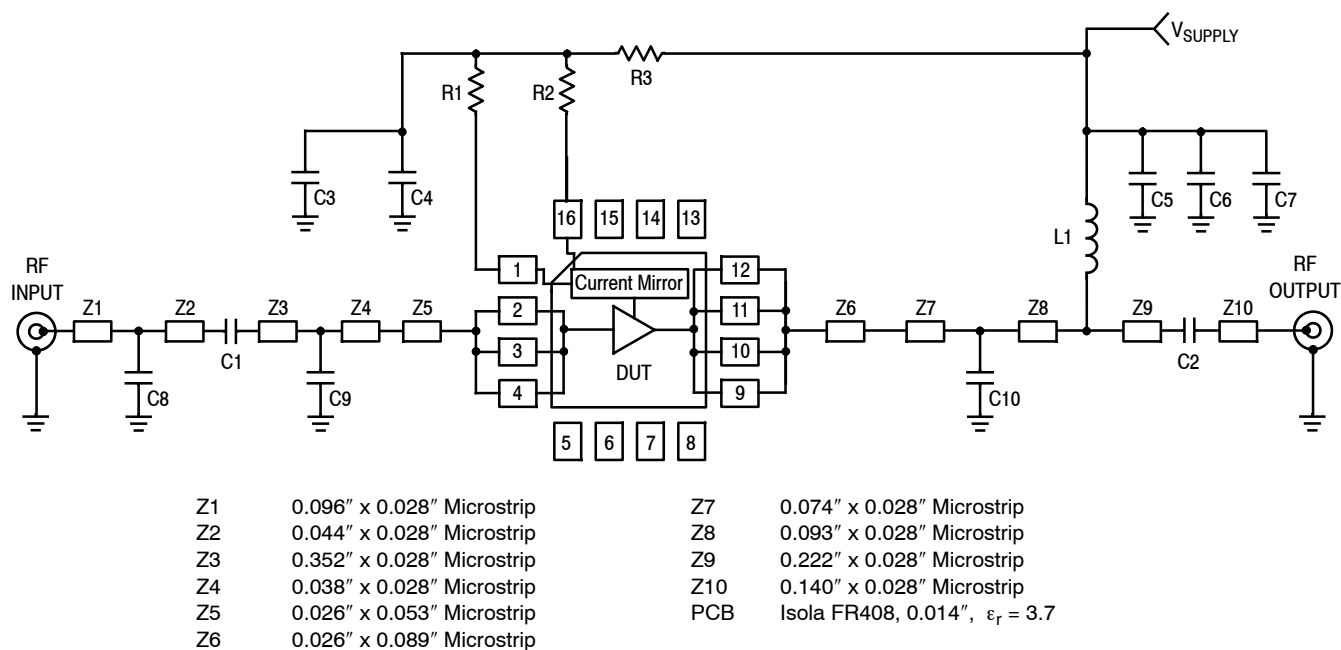 V_SUPPLY
R3
R1
R2
C3
C4
C5
C6
C7
16
15
14
13
L1
RF
INPUT
1
Current Mirror
12
RF
OUTPUT
Z1
Z2
Z3
Z4
Z5
2
11
Z6
Z7
Z8
Z9
Z10
3
10
C1
DUT
C2
C8
C9
4
9
C10
5
6
7
8
Z1 0.096″ x 0.028″ Microstrip
Z2 0.044″ x 0.028″ Microstrip
Z3 0.352″ x 0.028″ Microstrip
Z4 0.038″ x 0.028″ Microstrip
Z5 0.026″ x 0.053″ Microstrip
Z6 0.026″ x 0.089″ Microstrip
Z7 0.074″ x 0.028″ Microstrip
Z8 0.093″ x 0.028″ Microstrip
Z9 0.222″ x 0.028″ Microstrip
Z10 0.140″ x 0.028″ Microstrip
PCB Isola FR408, 0.014″, εr = 3.7